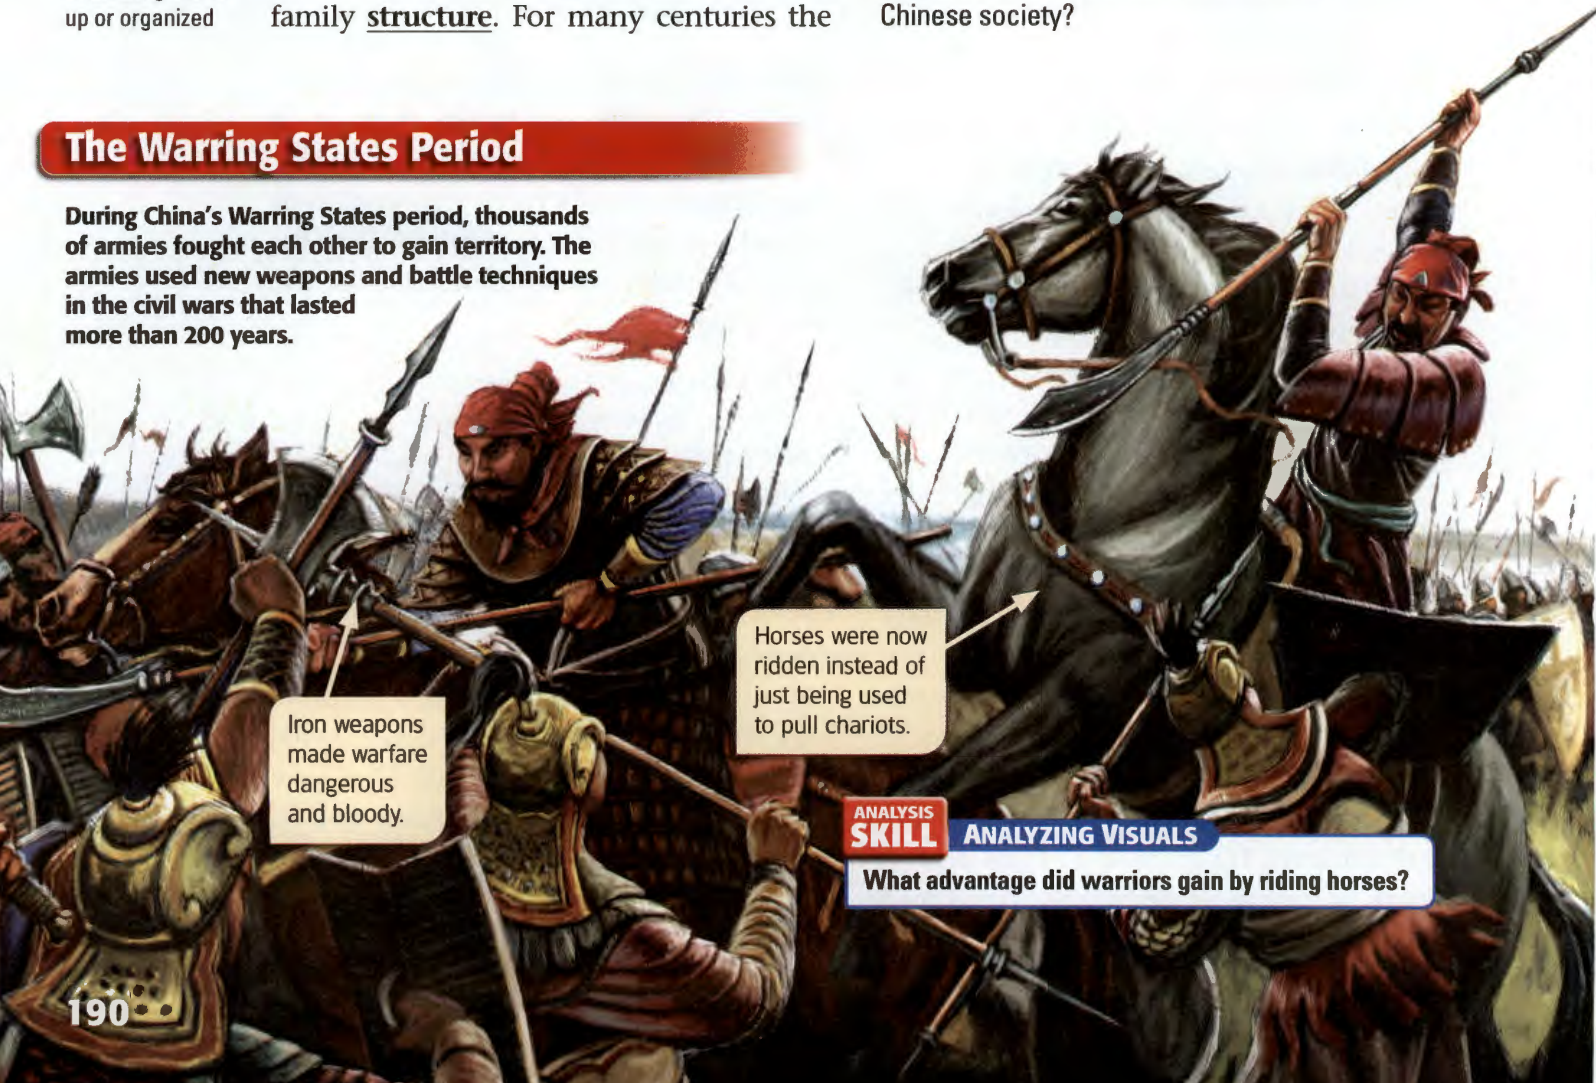 up or organized
family structure. For many centuries the
Chinese society?
The Warring States Period
During China's Warring States period, thousands
of armies fought each other to gain territory. The
armies used new weapons and battle techniques
in the civil wars that lasted
more than 200 years.
Iron weapons
made warfare
dangerous
and bloody.
Horses were now
ridden instead of
just being used
to pull chariots.
ANALYSIS
SKILL
ANALYZING VISUALS
What advantage did warriors gain by riding horses?
190